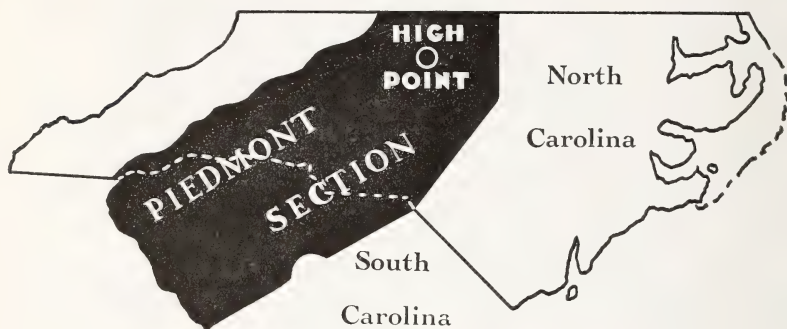 HIGH
POINT
North
Carolina
PIEDMONT
SECTION
South
Carolina